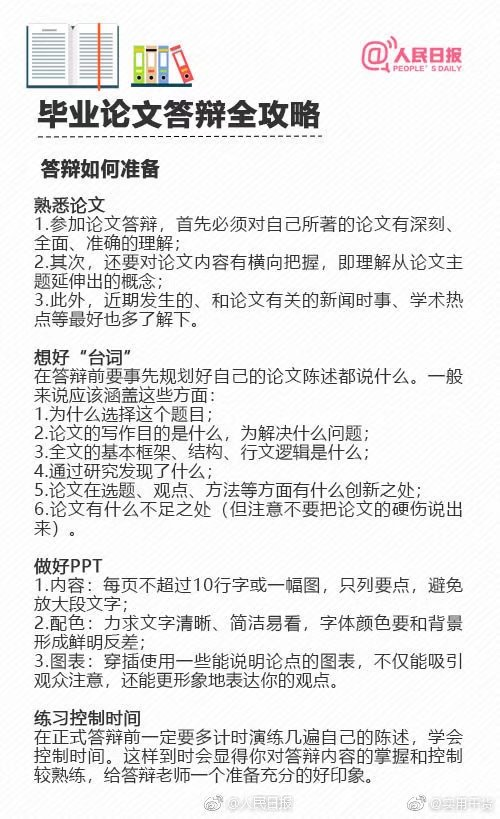 @人民日报
PEOPLE'S DAILY
毕业论文答辩全攻略
答辩如何准备
熟悉论文
1.参加论文答辩，首先必须对自己所著的论文有深刻、
全面、准确的理解；
2.其次，还要对论文内容有横向把握，即理解从论文主
题延伸出的概念；
3.此外，近期发生的、和论文有关的新闻时事、学术热
点等最好也多了解下。
想好“台词”
在答辩前要事先规划好自己的论文陈述都说什么。一般
来说应该涵盖这些方面：
1.为什么选择这个题目；
2.论文的写作目的是什么，为解决什么问题；
3.全文的基本框架、结构、行文逻辑是什么；
4.通过研究发现了什么；
5.论文在选题、观点、方法等方面有什么创新之处；
6.论文有什么不足之处（但注意不要把论文的硬伤说出
来）。
做好PPT
1.内容：每页不超过10行字或一幅图，只列要点，避免
放大段文字；
2.配色：力求文字清晰、简洁易看，字体颜色要和背景
形成鲜明反差；
3.图表：穿插使用一些能说明论点的图表，不仅能吸引
观众注意，还能更形象地表达你的观点。
练习控制时间
在正式答辩前一定要多计时演练几遍自己的陈述，学会
控制时间。这样到时会显得你对答辩内容的掌握和控制
较熟练，给答辩老师一个准备充分的好印象。
@人民日报
@实用干货